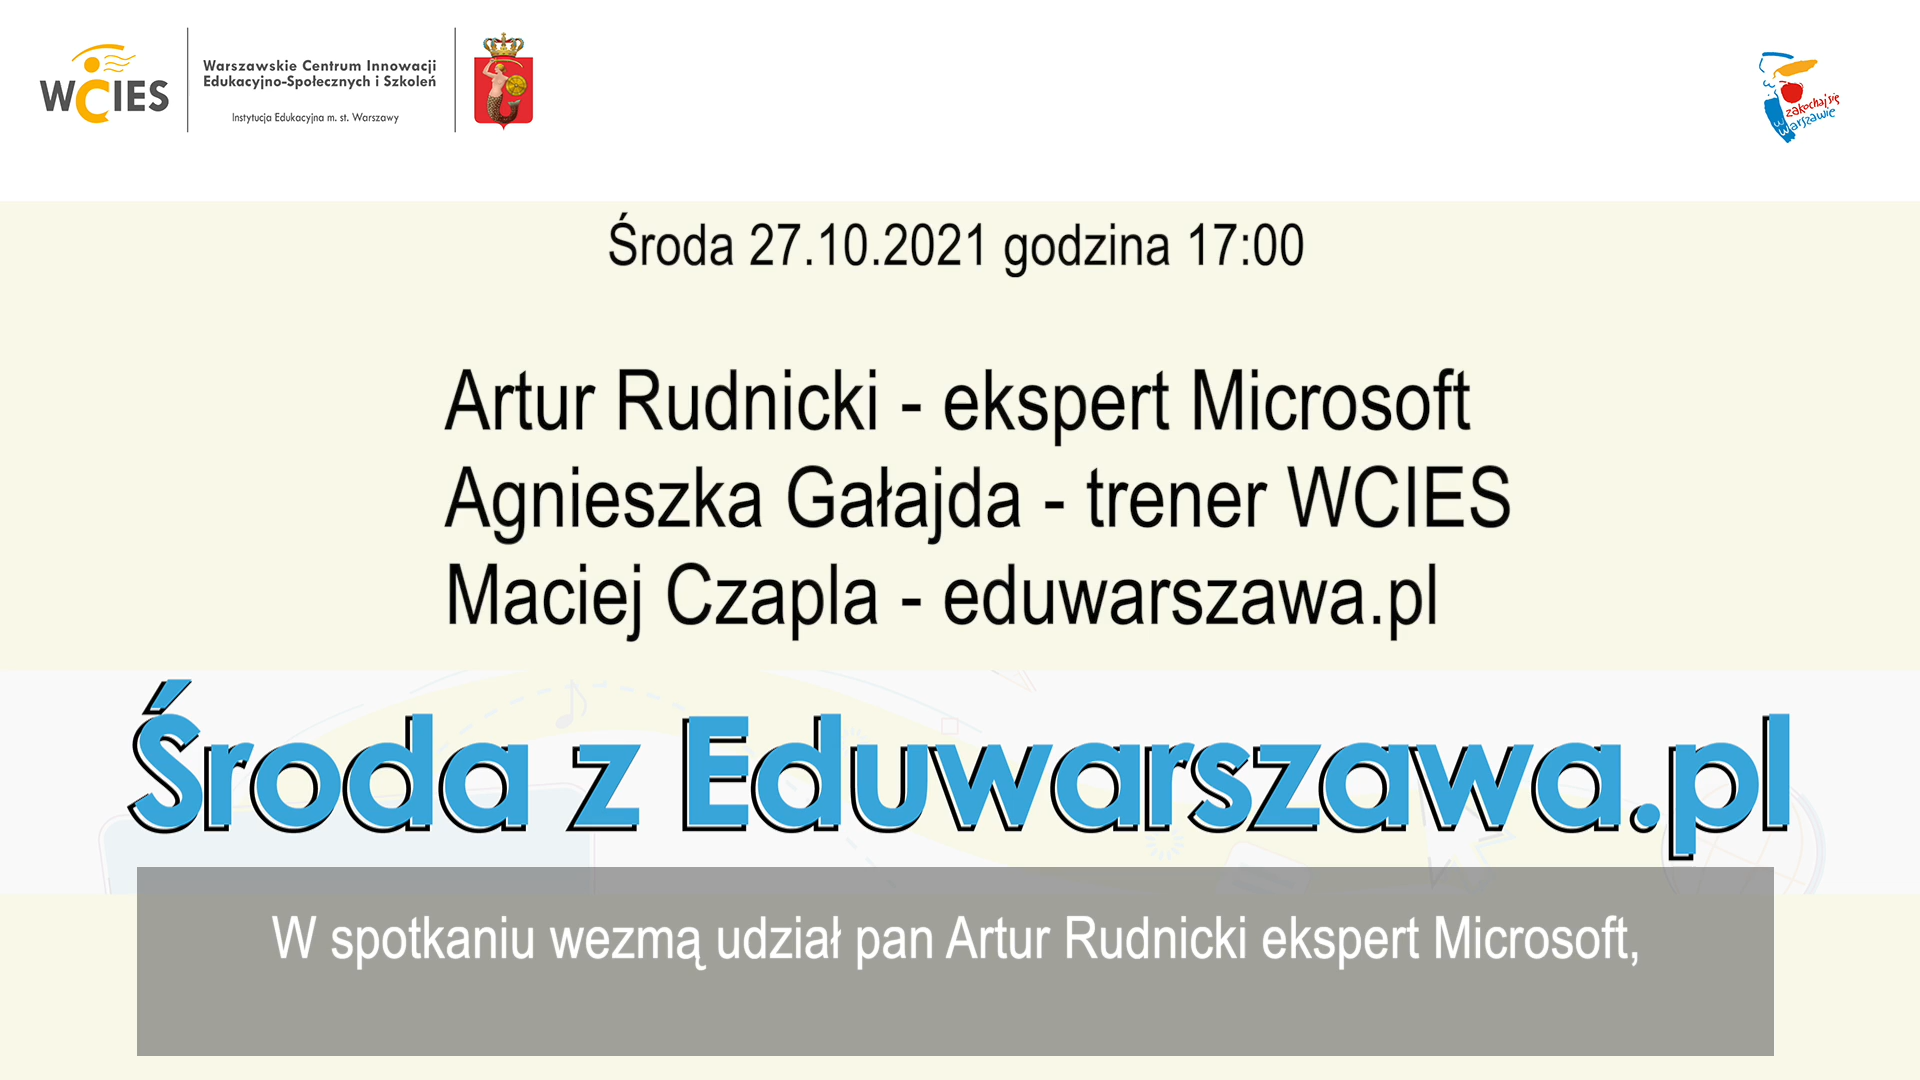 WCIES
Warszawskie Centrum Innowacji
Edukacyjno-Społecznych i Szkoleń
Instytucja Edukacyjna m. st. Warszawy
zakochaj się
w Warszawie
Środa 27.10.2021 godzina 17:00
Artur Rudnicki - ekspert Microsoft
Agnieszka Gałajda - trener WCIES
Maciej Czapla - eduwarszawa.pl
Środa z Eduwarszawa.pl
W spotkaniu wezmą udział pan Artur Rudnicki ekspert Microsoft,